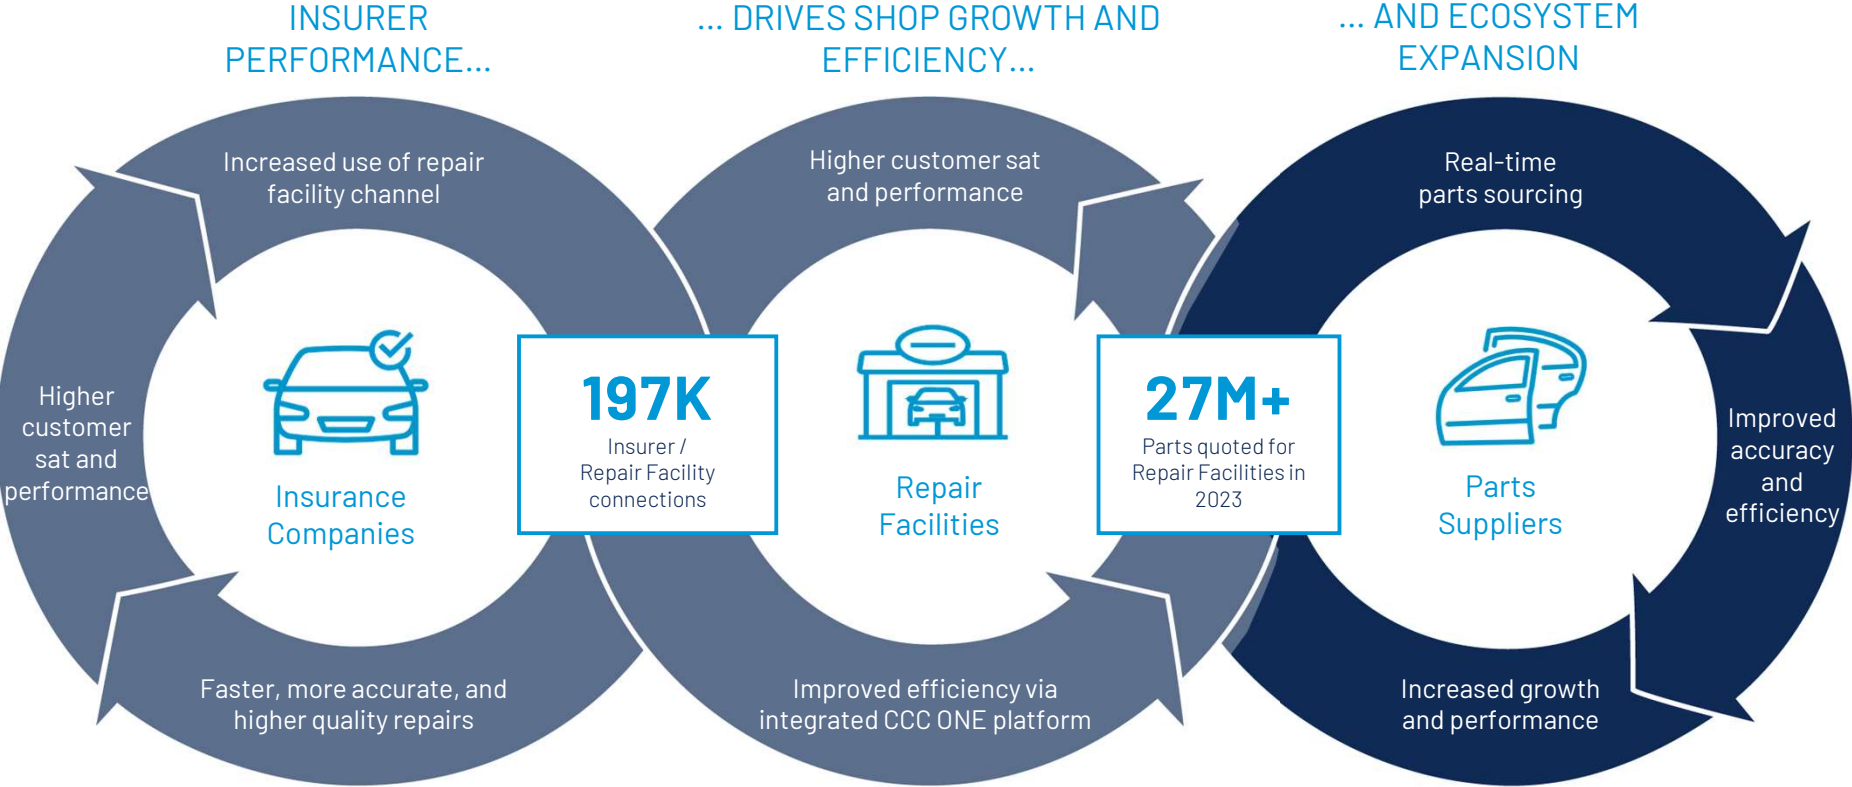 INSURER
PERFORMANCE...
... DRIVES SHOP GROWTH AND
EFFICIENCY...
... AND ECOSYSTEM
EXPANSION
Increased use of repair
facility channel
Higher
customer
sat and
performance
Faster, more accurate, and
higher quality repairs
Insurance
Companies
197K
Insurer /
Repair Facility
connections
Higher customer sat
and performance
Repair
Facilities
Improved efficiency via
integrated CCC ONE platform
27M+
Parts quoted for
Repair Facilities in
2023
Real-time
parts sourcing
Parts
Suppliers
Improved
accuracy
and
efficiency
Increased growth
and performance